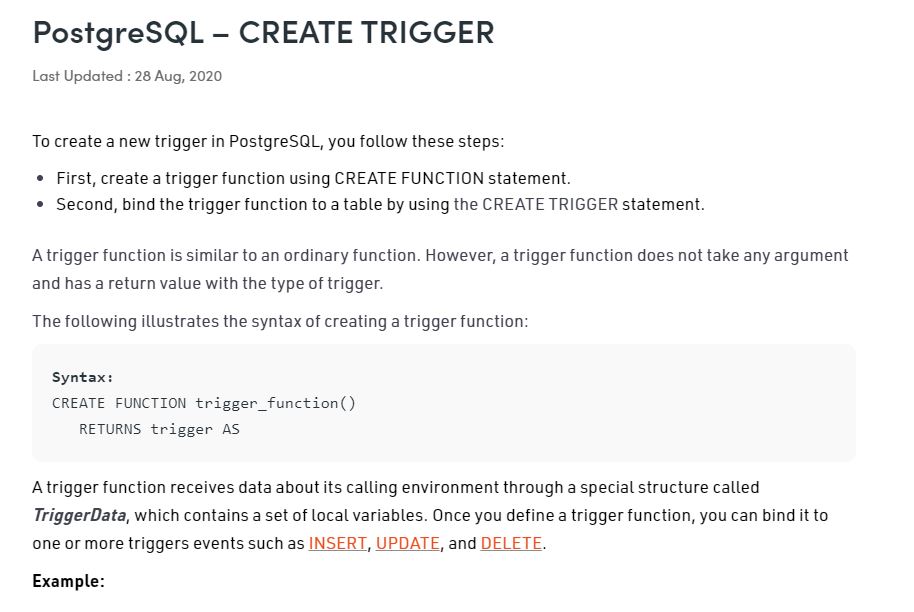 PostgreSQL – CREATE TRIGGER
Last Updated : 28 Aug, 2020
To create a new trigger in PostgreSQL, you follow these steps:
• First, create a trigger function using CREATE FUNCTION statement.
• Second, bind the trigger function to a table by using the CREATE TRIGGER statement.
A trigger function is similar to an ordinary function. However, a trigger function does not take any argument
and has a return value with the type of trigger.
The following illustrates the syntax of creating a trigger function:
Syntax:
CREATE FUNCTION trigger_function()
   RETURNS trigger AS
A trigger function receives data about its calling environment through a special structure called
TriggerData, which contains a set of local variables. Once you define a trigger function, you can bind it to
one or more triggers events such as INSERT, UPDATE, and DELETE.
Example: